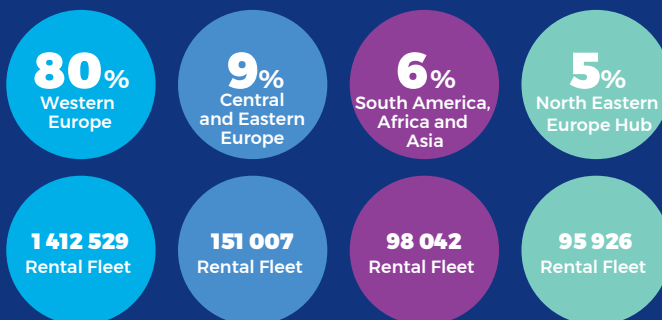 80%
Western
Europe
9%
Central
and Eastern
Europe
6%
South America,
Africa and
Asia
5%
North Eastern
Europe Hub
1 412 529
Rental Fleet
151 007
Rental Fleet
98 042
Rental Fleet
95 926
Rental Fleet